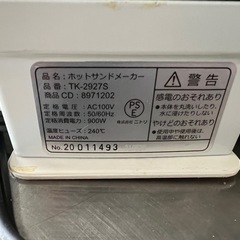 品名：ホットサンドメーカー
品番：TK-2927S
商品CD：8971202
定格電圧：AC100V
定格周波数：50/60Hz
定格消費電力：900W
温度ヒューズ：240℃
MADE IN CHINA
PSE
株式会社 ニトリ
No.20011493
警告
感電のおそれあり
・本体を丸洗いしたり、
水に浸けたりしない
やけどのおそれあり
・使用中や使用後は、
高温部に触れない